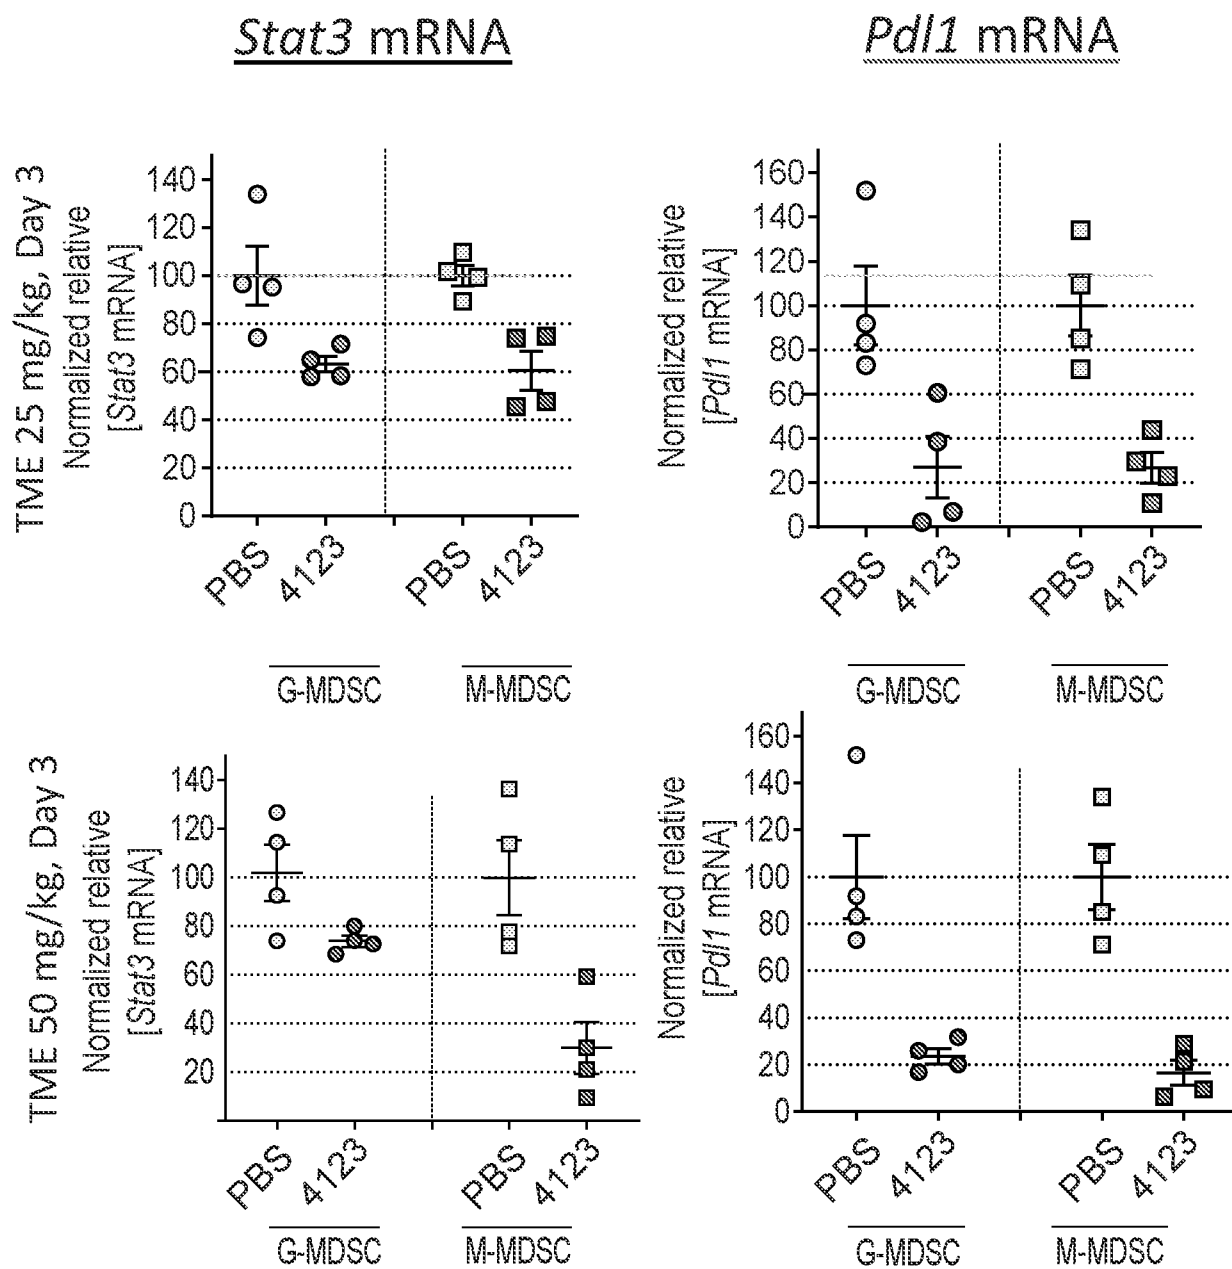 Stat3 mRNA
Pdl1 mRNA
TME 25 mg/kg, Day 3
Normalized relative
[Stat3 mRNA]
140
120
100
80
60
40
20
0
PBS
4123
PBS
4123
G-MDSC
M-MDSC
Normalized relative
[Pdl1 mRNA]
160
140
120
100
80
60
40
20
0
PBS
4123
PBS
4123
G-MDSC
M-MDSC
TME 50 mg/kg, Day 3
Normalized relative
[Stat3 mRNA]
140
120
100
80
60
40
20
PBS
4123
PBS
4123
G-MDSC
M-MDSC
Normalized relative
[Pdl1 mRNA]
160
140
120
100
80
60
40
20
0
PBS
4123
PBS
4123
G-MDSC
M-MDSC